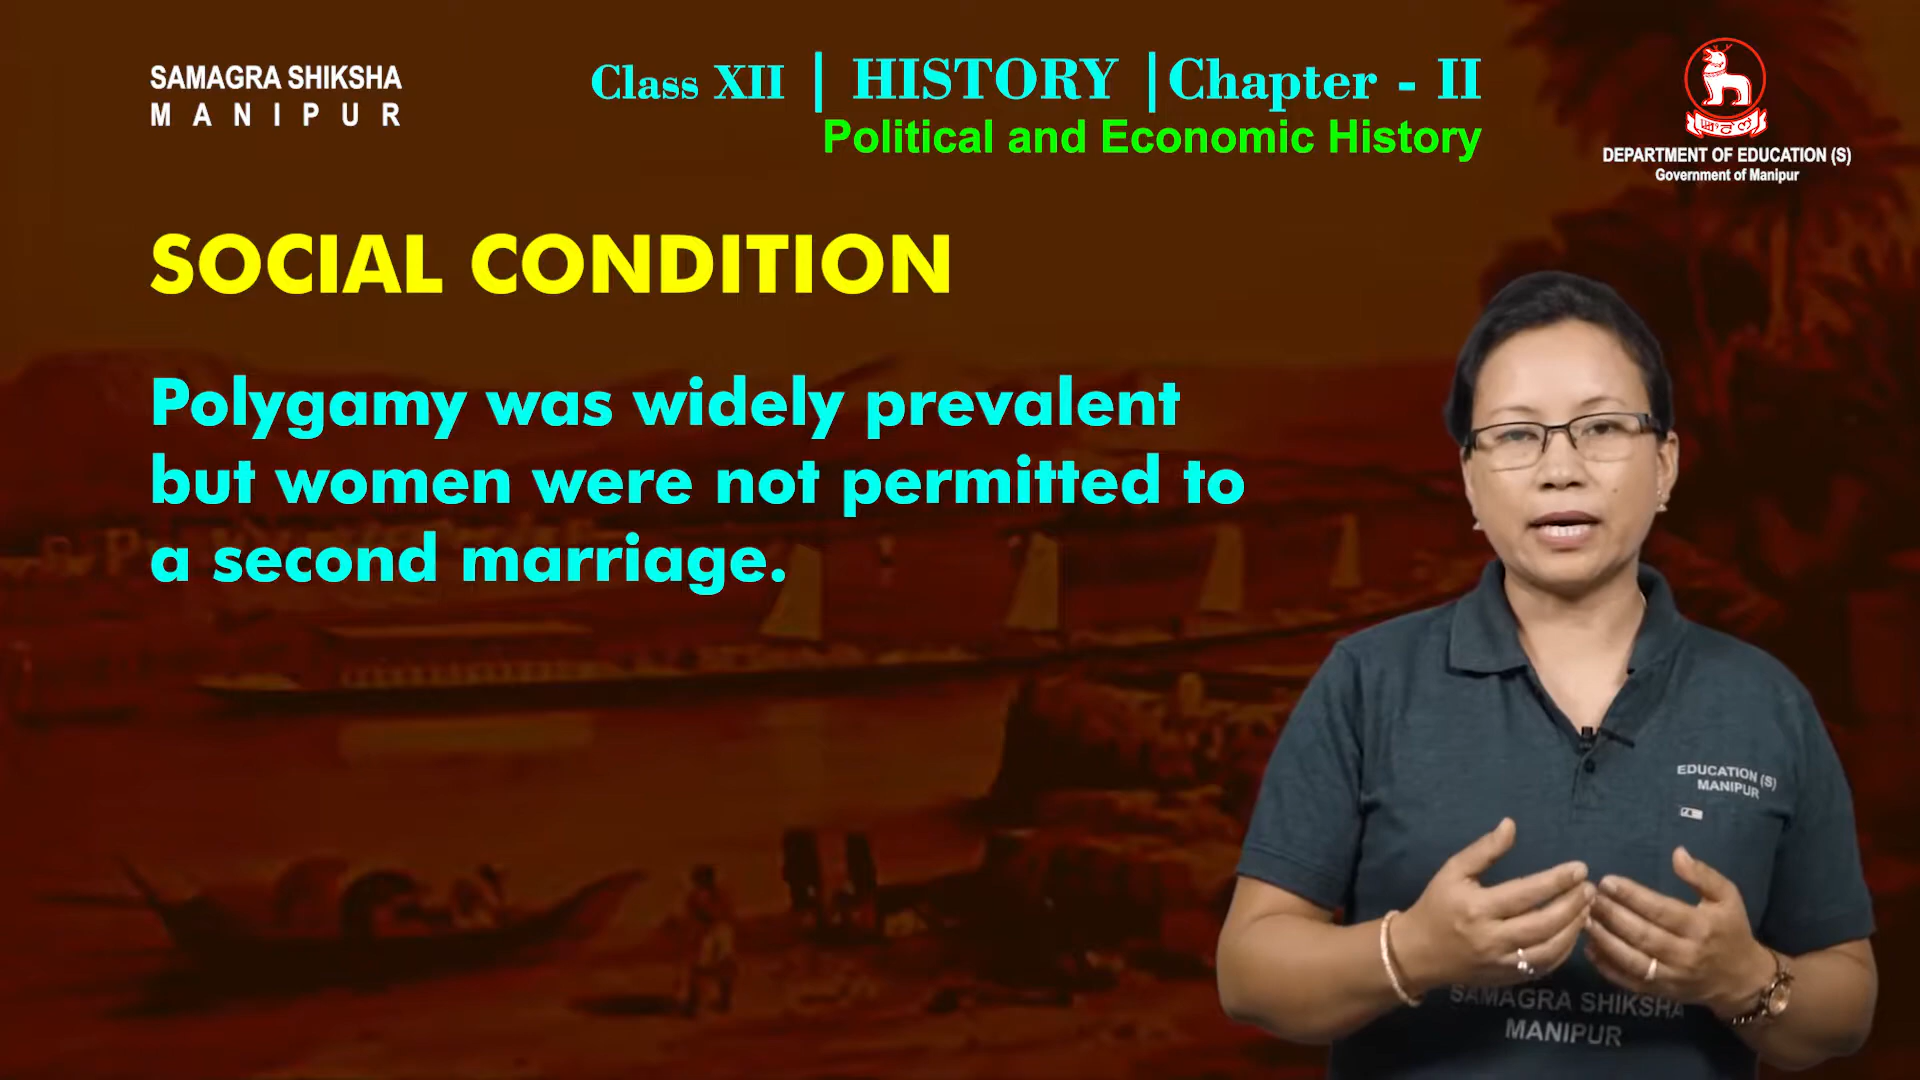 SAMAGRA SHIKSHA
MANIPUR
Class XII | HISTORY | Chapter - II
Political and Economic History
DEPARTMENT OF EDUCATION (S)
Government of Manipur
SOCIAL CONDITION
Polygamy was widely prevalent
but women were not permitted to
a second marriage.
EDUCATION (S)
MANIPUR
SAMAGRA SHIKSHA
MANIPUR